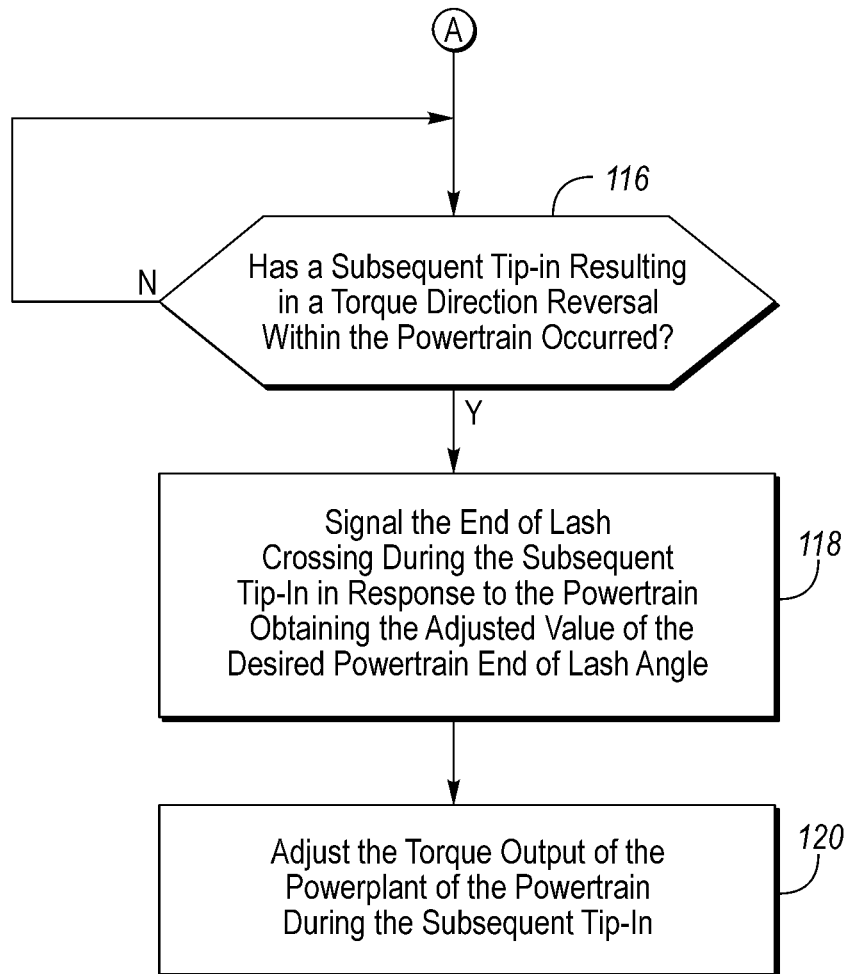 A
116
Has a Subsequent Tip-in Resulting
in a Torque Direction Reversal
Within the Powertrain Occurred?
N
Y
Signal the End of Lash
Crossing During the Subsequent
Tip-In in Response to the Powertrain
Obtaining the Adjusted Value of the
Desired Powertrain End of Lash Angle
118
Adjust the Torque Output of the
Powerplant of the Powertrain
During the Subsequent Tip-In
120